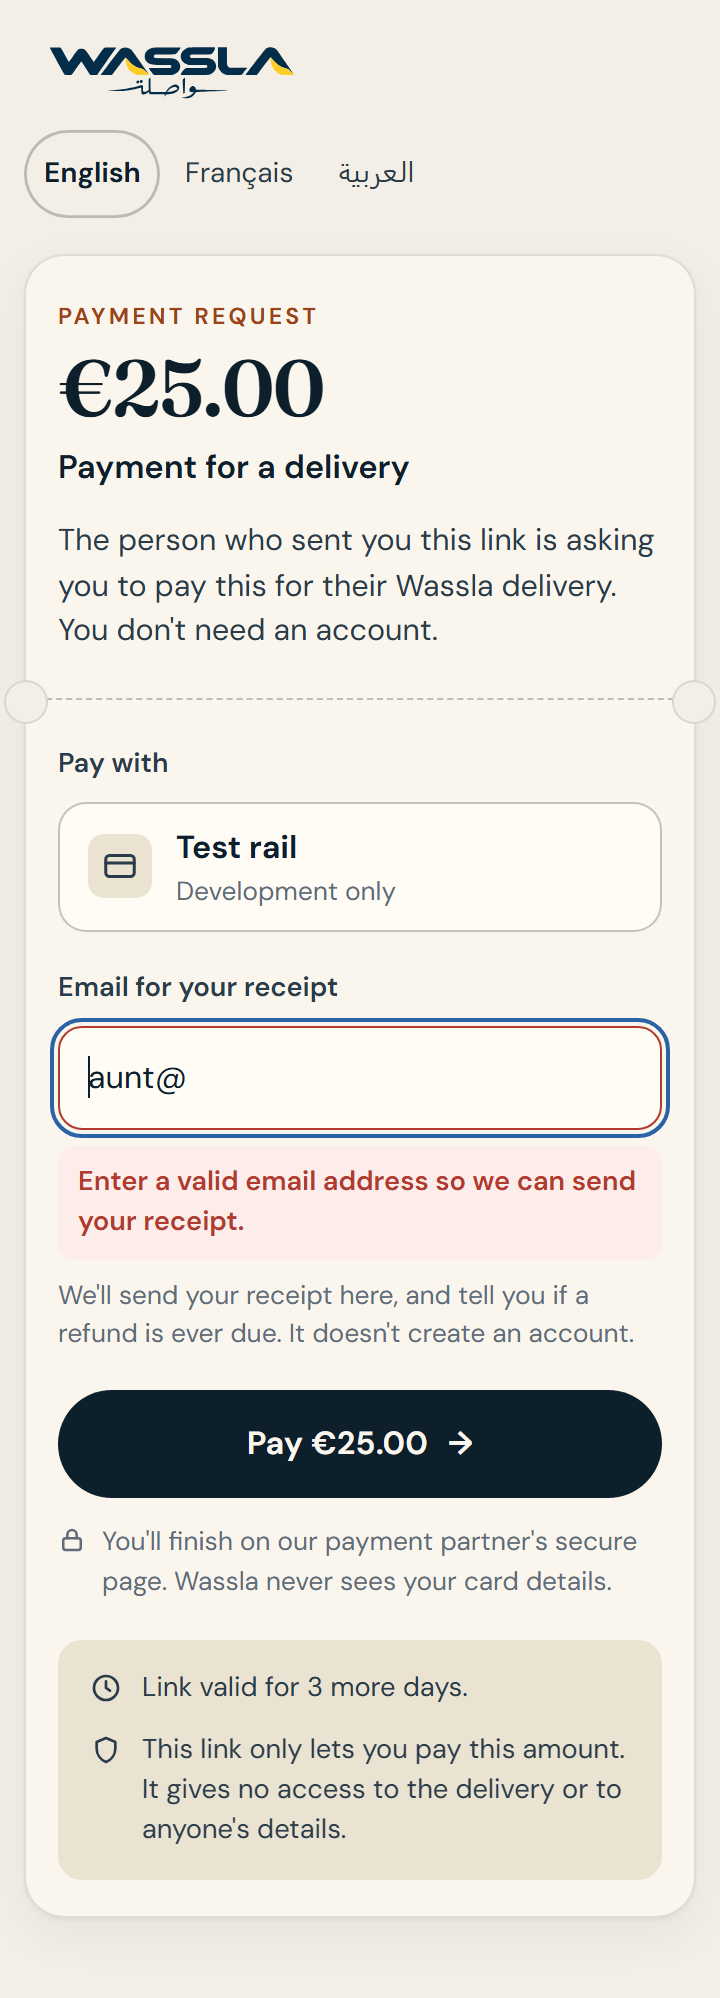 WASSLA
واصلة
English Français العربية
PAYMENT REQUEST
€25.00
Payment for a delivery
The person who sent you this link is asking
you to pay this for their Wassla delivery.
You don't need an account.
Pay with
Test rail
Development only
Email for your receipt
aunt@
Enter a valid email address so we can send
your receipt.
We'll send your receipt here, and tell you if a
refund is ever due. It doesn't create an account.
Pay €25.00 →
You'll finish on our payment partner's secure
page. Wassla never sees your card details.
Link valid for 3 more days.
This link only lets you pay this amount.
It gives no access to the delivery or to
anyone's details.